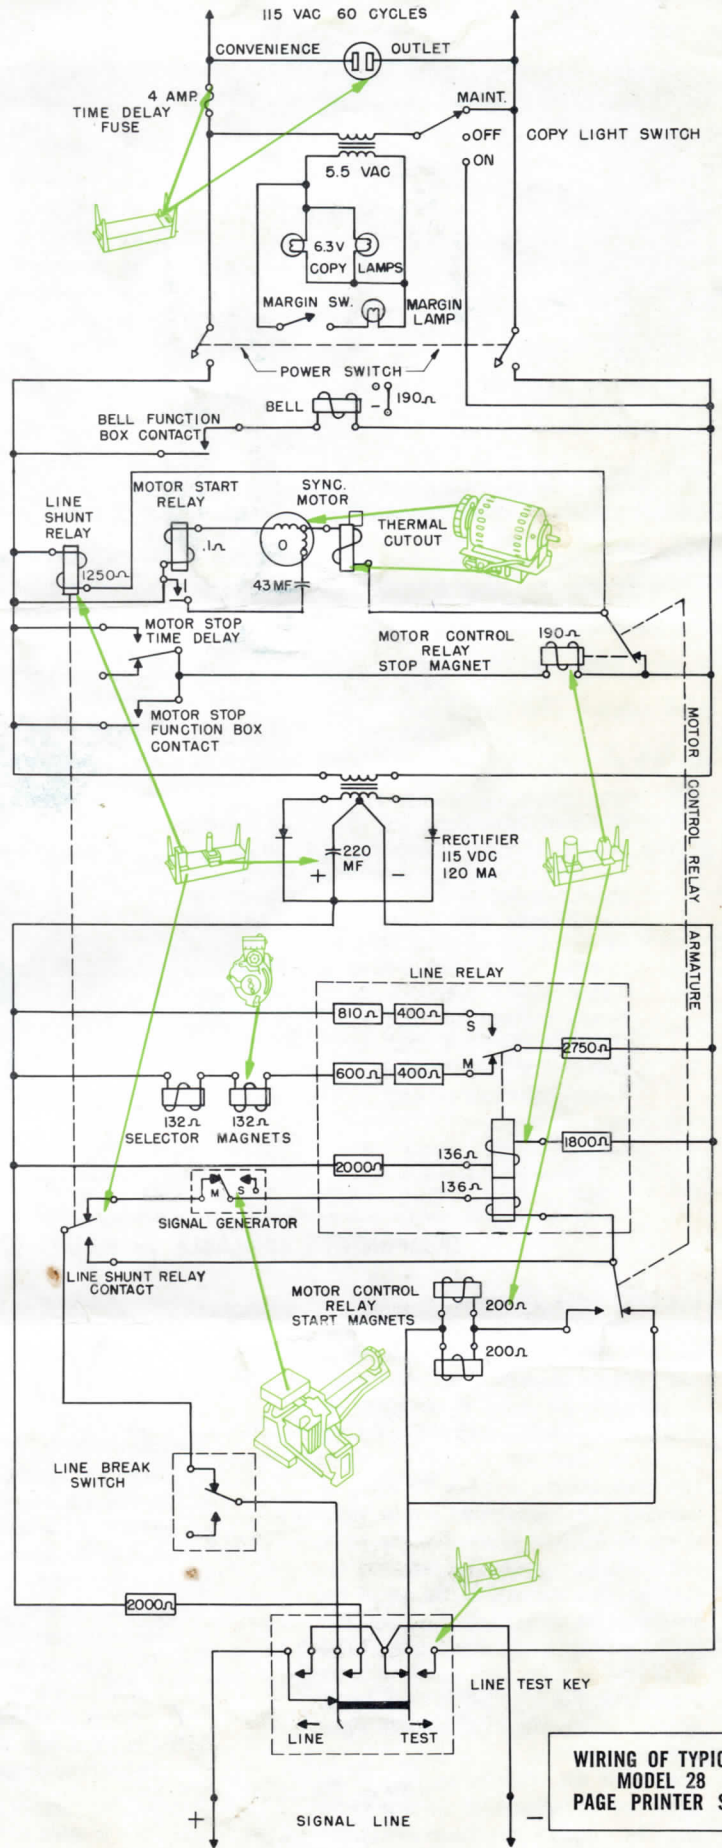 115 VAC 60 CYCLES
CONVENIENCE OUTLET
4 AMP.
TIME DELAY
FUSE
MAINT.
OFF
COPY LIGHT SWITCH
ON
5.5 VAC
6.3 V
COPY LAMPS
MARGIN SW.
MARGIN
LAMP
POWER SWITCH
BELL
190Ω
BELL FUNCTION
BOX CONTACT
LINE
SHUNT
RELAY
MOTOR START
RELAY
SYNC.
MOTOR
THERMAL
CUTOUT
.1Ω
1250Ω
43 MF
MOTOR STOP
TIME DELAY
MOTOR CONTROL
RELAY
STOP MAGNET
190Ω
MOTOR STOP
FUNCTION BOX
CONTACT
MOTOR CONTROL RELAY ARMATURE
220
MF
+ -
RECTIFIER
115 VDC
120 MA
LINE RELAY
810Ω
400Ω
S
2750Ω
M
600Ω
400Ω
132Ω
132Ω
SELECTOR MAGNETS
1800Ω
2000Ω
136Ω
136Ω
M S
SIGNAL GENERATOR
LINE SHUNT RELAY
CONTACT
MOTOR CONTROL
RELAY
START MAGNETS
200Ω
200Ω
LINE BREAK
SWITCH
2000Ω
LINE TEST KEY
LINE
TEST
WIRING OF TYPIC
MODEL 28
PAGE PRINTER S
+ SIGNAL LINE -